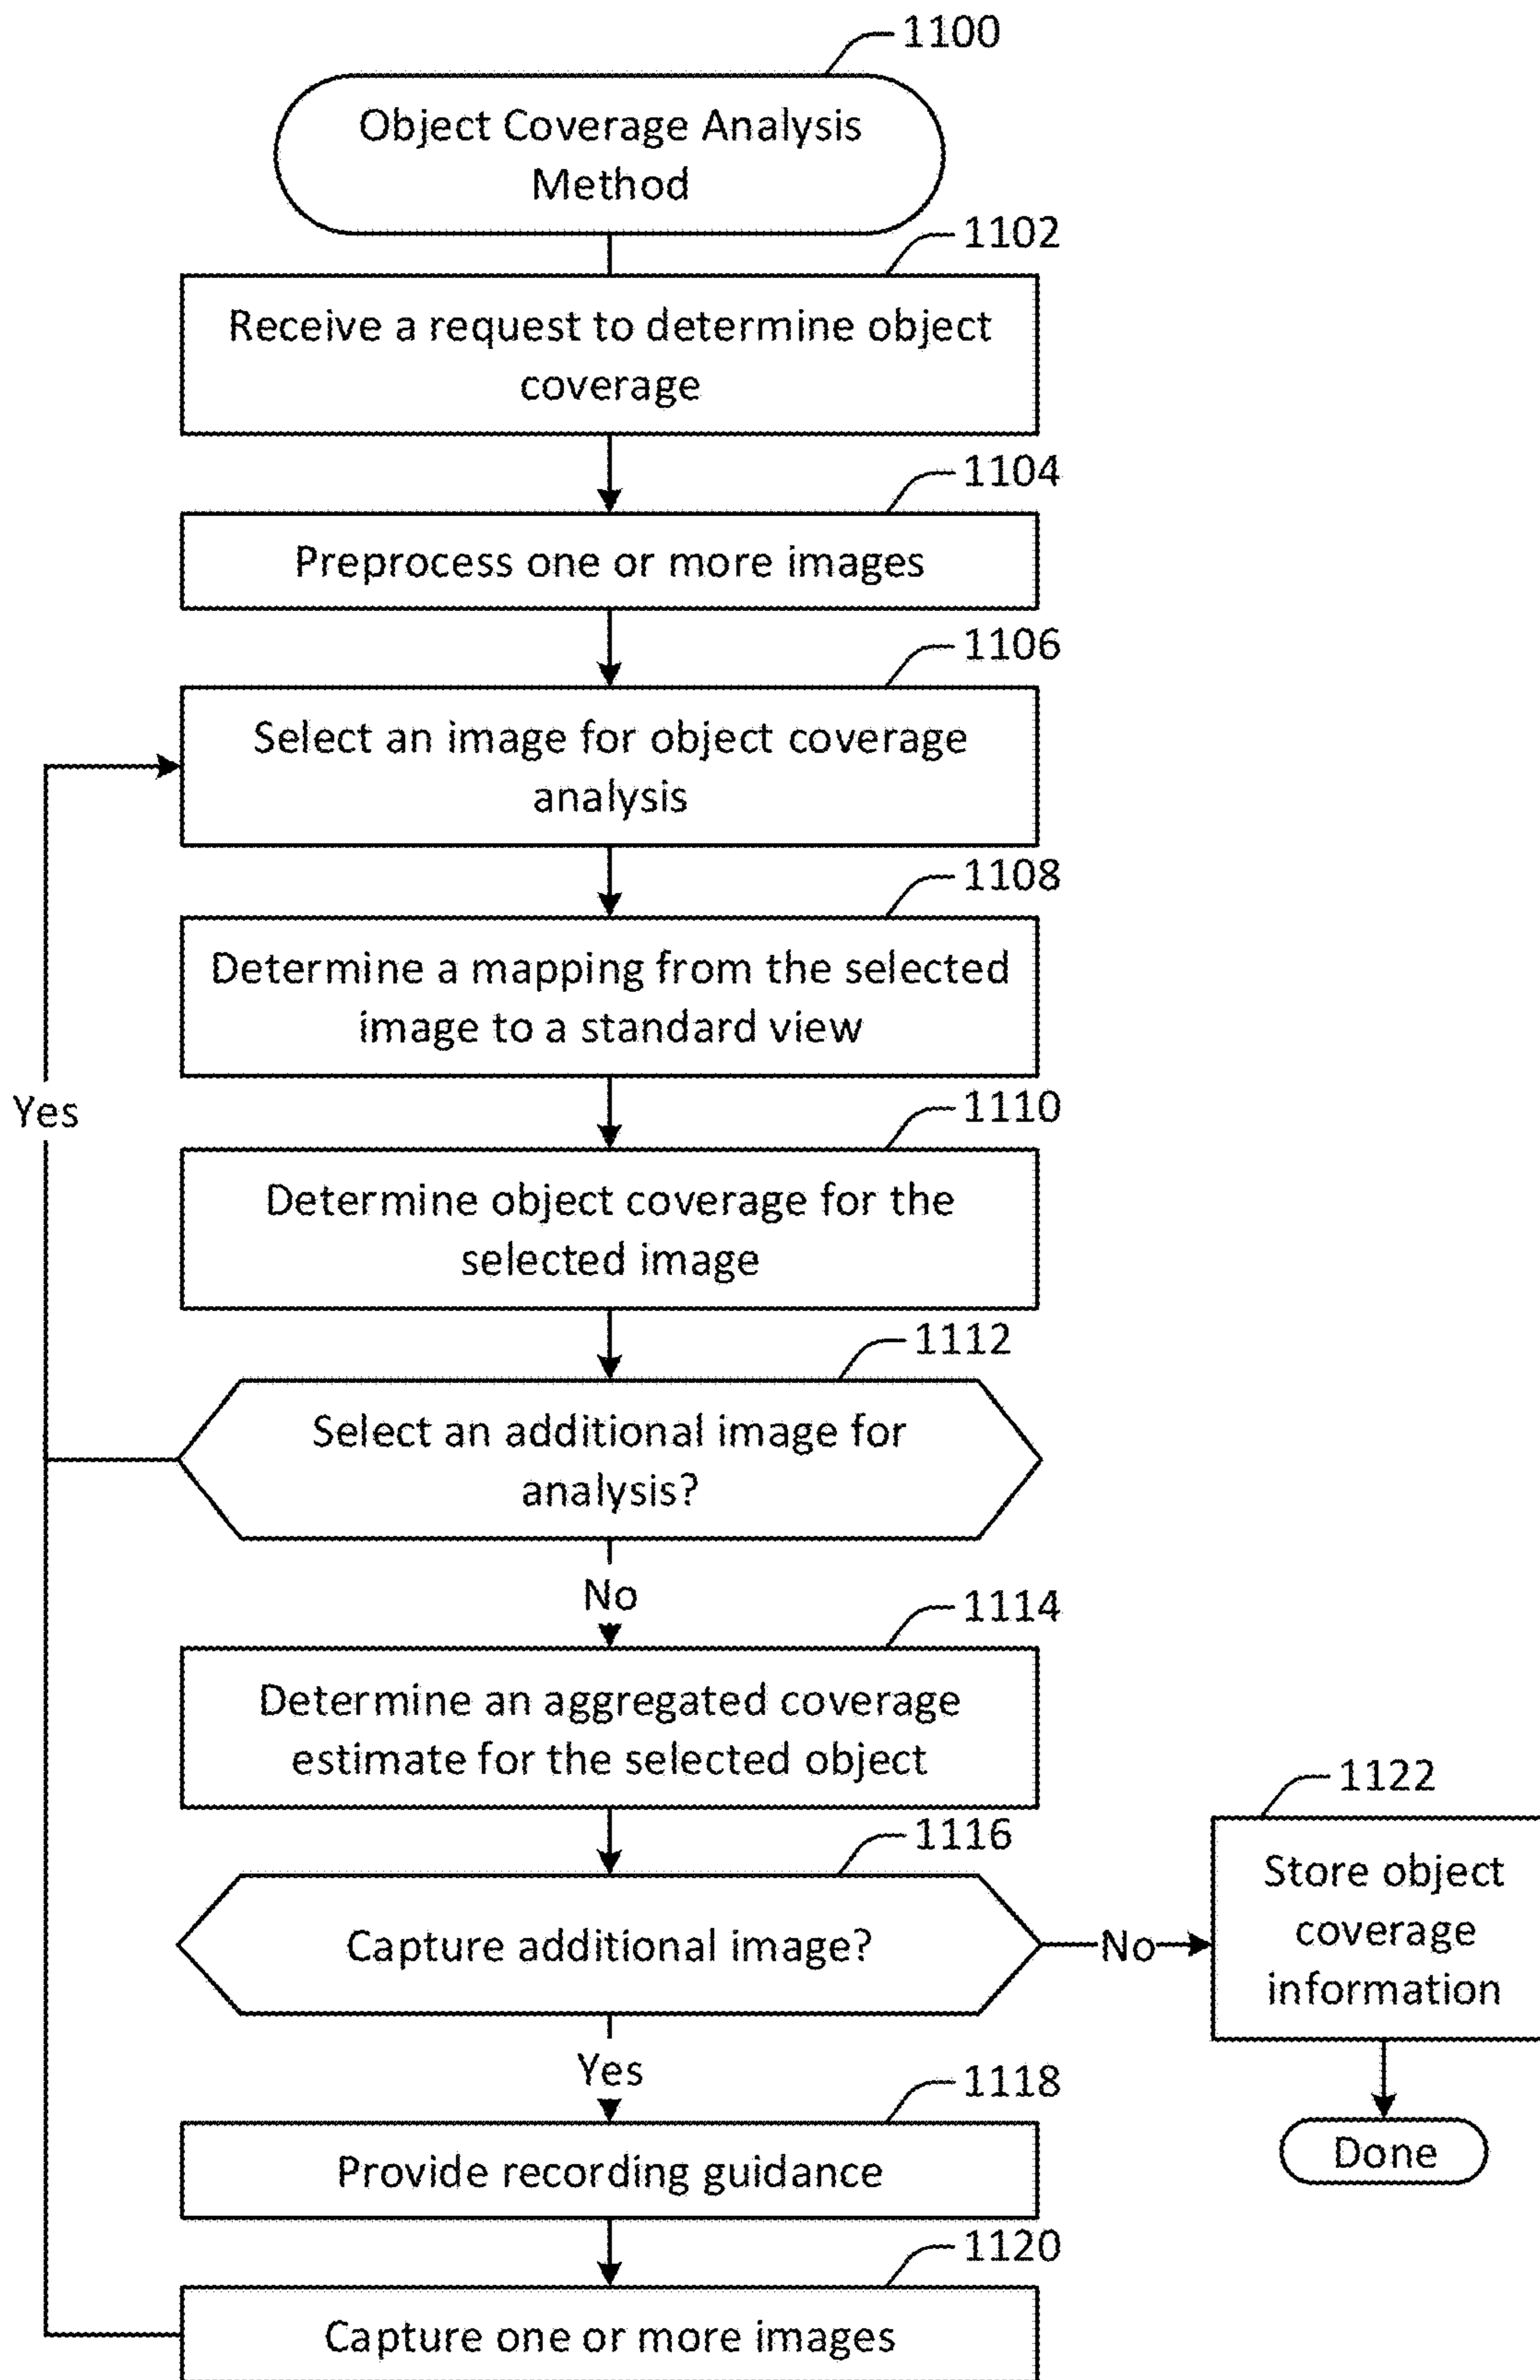 1100
Object Coverage Analysis
Method
1102
Receive a request to determine object
coverage
1104
Preprocess one or more images
1106
Select an image for object coverage
analysis
1108
Determine a mapping from the selected
image to a standard view
Yes
1110
Determine object coverage for the
selected image
1112
Select an additional image for
analysis?
No
1114
Determine an aggregated coverage
estimate for the selected object
1116
Capture additional image?
No
1122
Store object
coverage
information
Done
Yes
1118
Provide recording guidance
1120
Capture one or more images